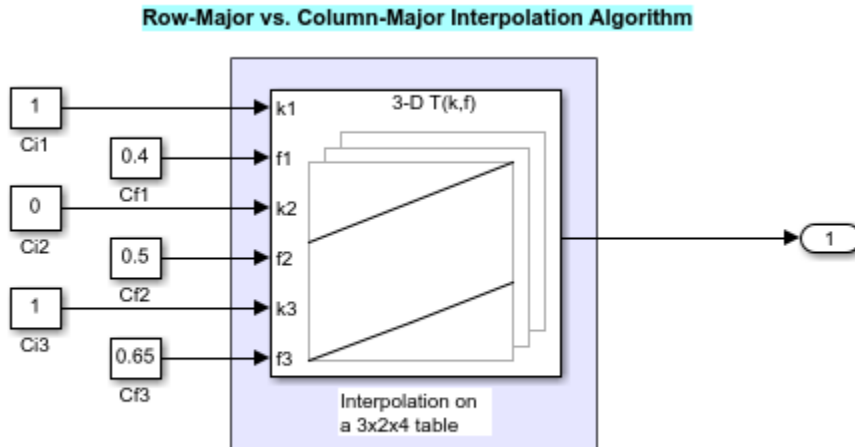 Row-Major vs. Column-Major Interpolation Algorithm
3-D T(k,f)
1
k1
Ci1
0.4
f1
Cf1
0
k2
Ci2
0.5
f2
Cf2
1
k3
Ci3
0.65
f3
Cf3
1
Interpolation on
a 3x2x4 table